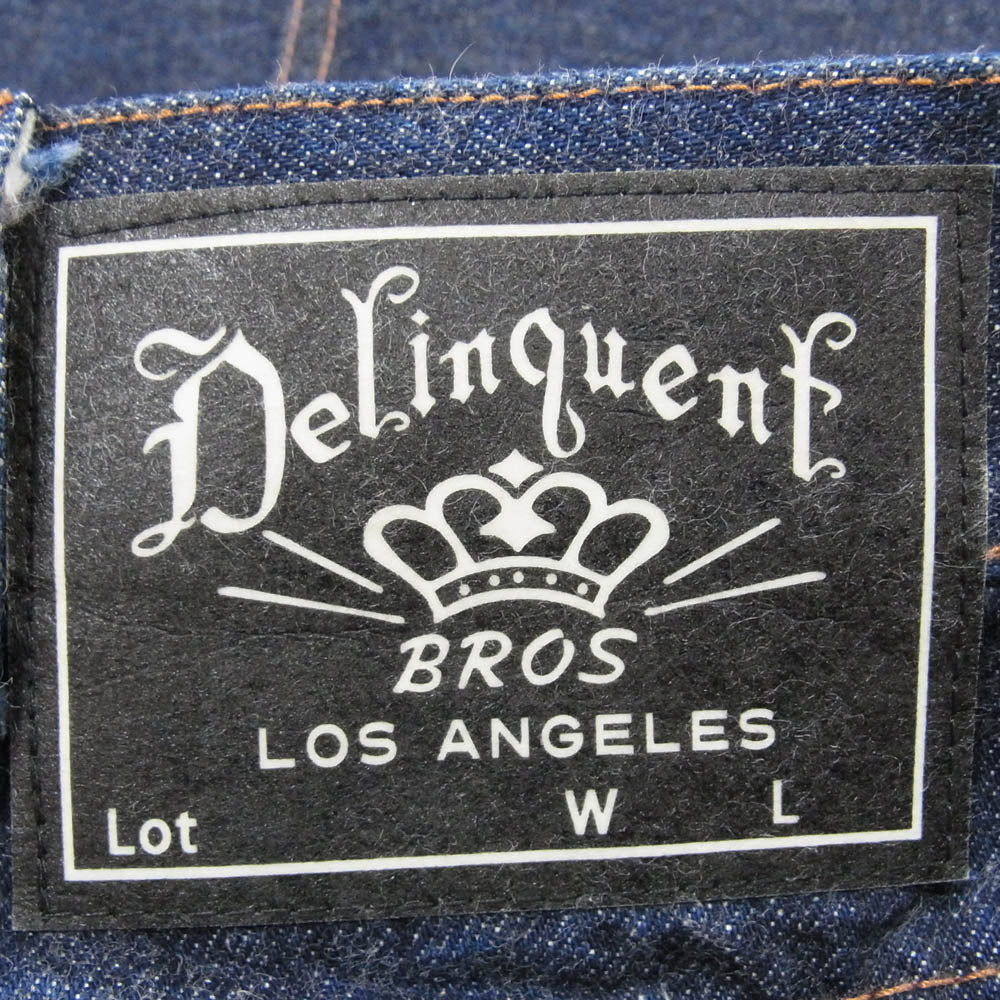 Delinquent
BROS
LOS ANGELES
Lot W L